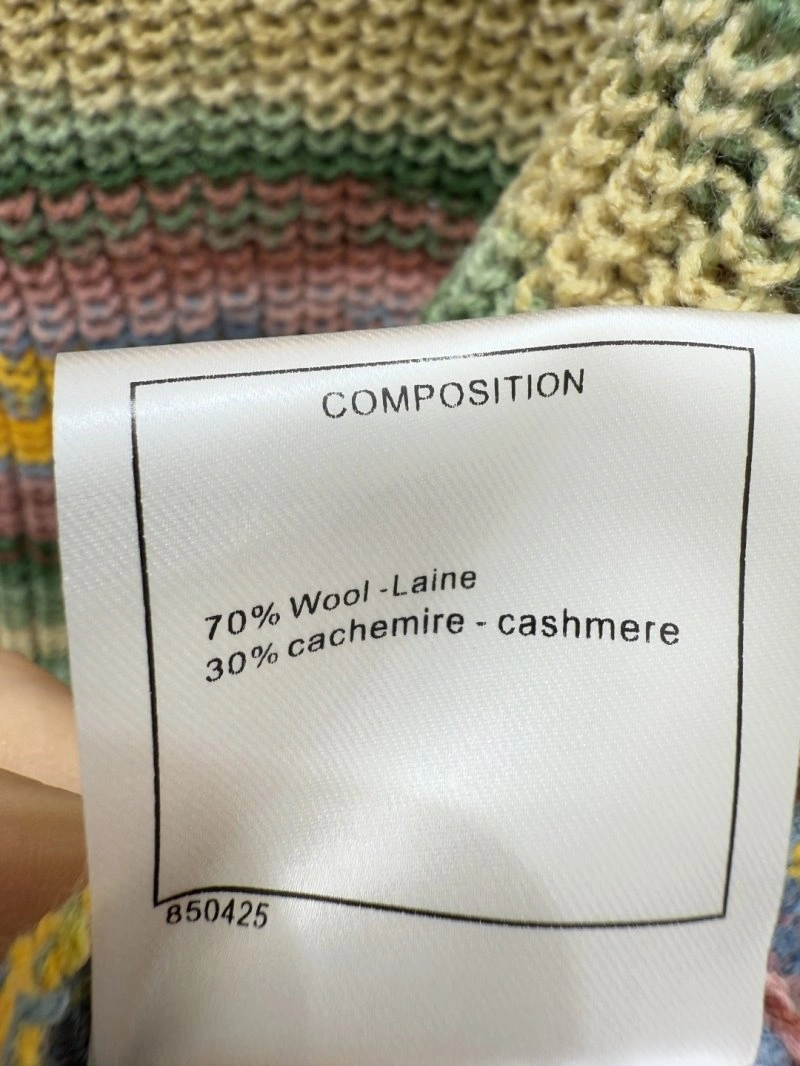 COMPOSITION
70% Wool -Laine
30% cachemire - cashmere
850425